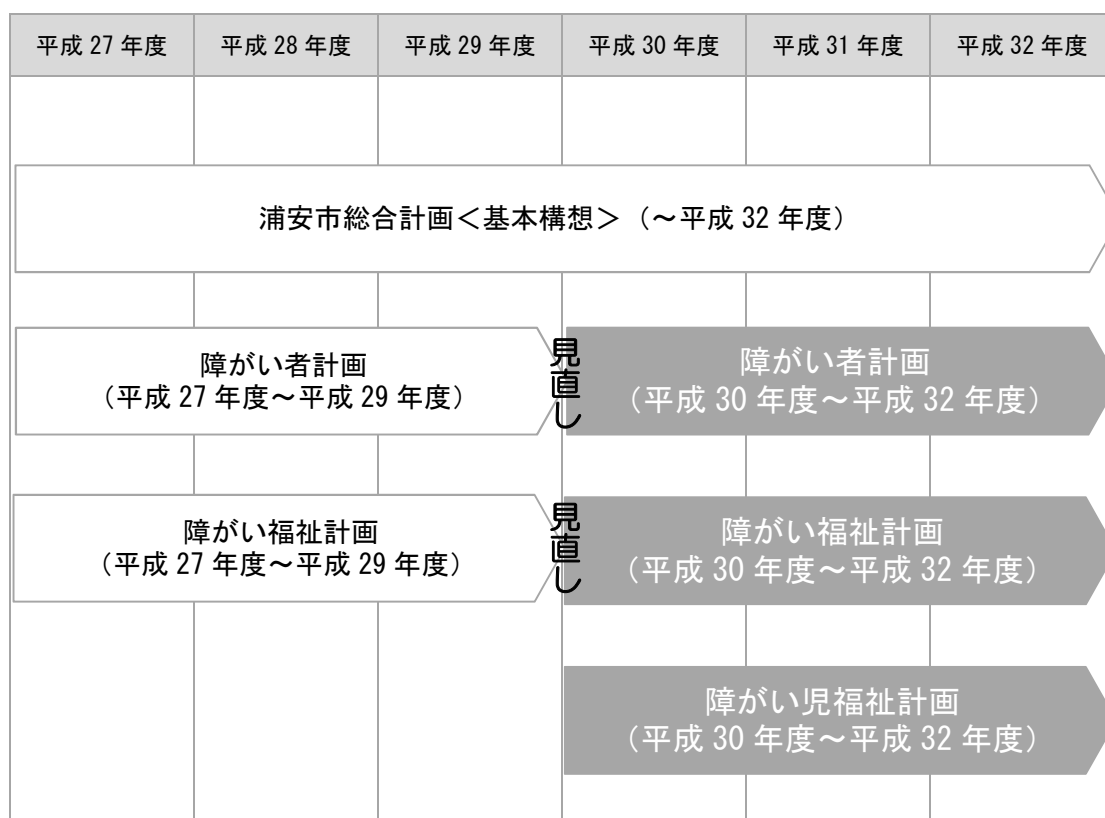 平成 27 年度
平成 28 年度
平成 29 年度
平成 30 年度
平成 31 年度
平成 32 年度
浦安市総合計画＜基本構想＞（～平成 32 年度）
障がい者計画
（平成 27 年度～平成 29 年度）
見直し
障がい者計画
（平成 30 年度～平成 32 年度）
障がい福祉計画
（平成 27 年度～平成 29 年度）
見直し
障がい福祉計画
（平成 30 年度～平成 32 年度）
障がい児福祉計画
（平成 30 年度～平成 32 年度）